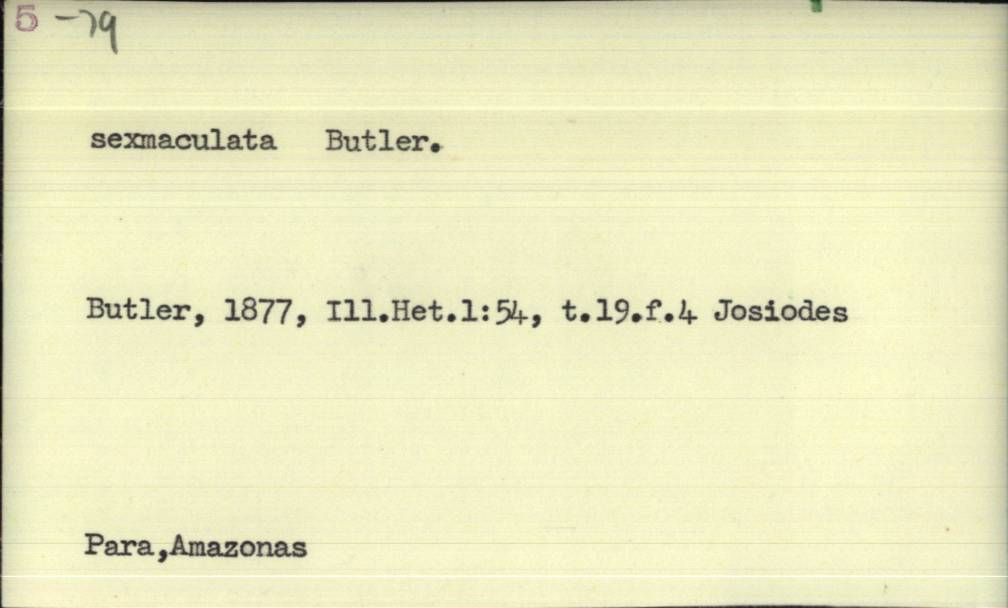 5 -79
sexmaculata Butler.
Butler, 1877, Ill.Het.1:54, t.19.f.4 Josiodes
Para,Amazonas